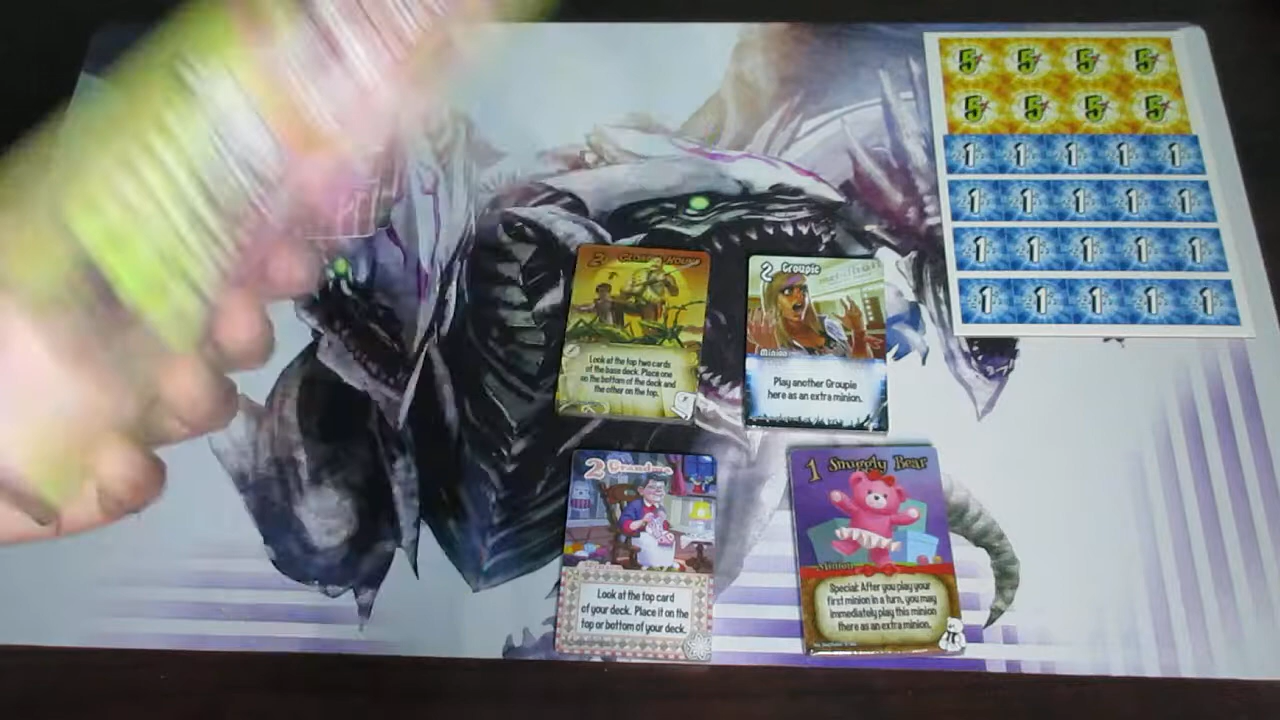 5 5 5 5
5 5 5 5
1 1 1 1 1
1 1 1 1 1
1 1 1 1 1
1 1 1 1 1
2
Look at the top two cards
of the base deck. Place one
on the bottom of the deck and
the other on the top.
2 Groupie
Minion
Play another Groupie
here as an extra minion.
2 Grandma
Look at the top card
of your deck. Place it on the
top or bottom of your deck.
1 Snuggly Bear
Minion
Special: After you play your
first minion in a turn, you may
immediately play this minion
there as an extra minion.